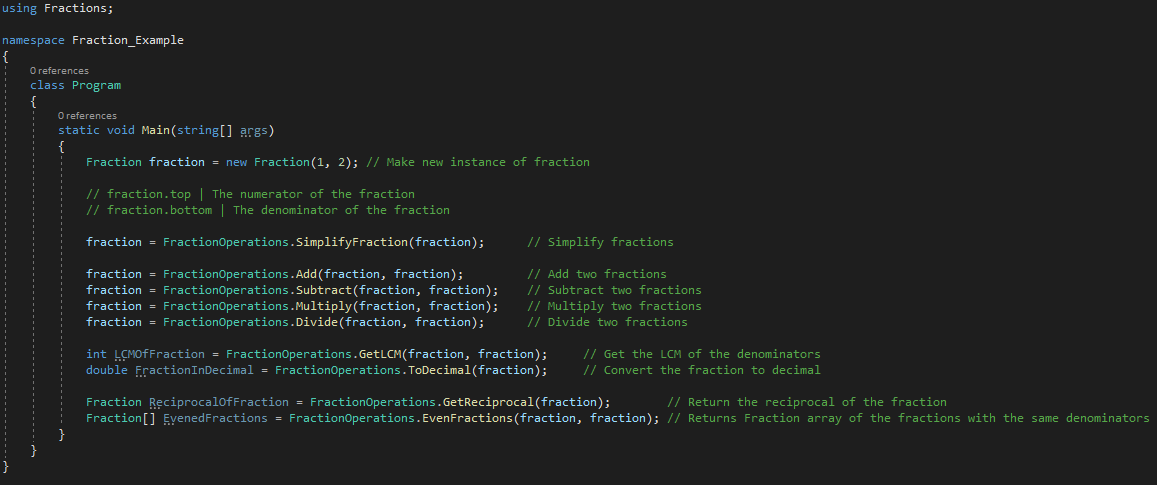 using Fractions;
namespace Fraction_Example
{
0 references
class Program
{
0 references
static void Main(string[] args)
{
Fraction fraction = new Fraction(1, 2); // Make new instance of fraction
// fraction.top | The numerator of the fraction
// fraction.bottom | The denominator of the fraction
fraction = FractionOperations.SimplifyFraction(fraction); // Simplify fractions
fraction = FractionOperations.Add(fraction, fraction); // Add two fractions
fraction = FractionOperations.Subtract(fraction, fraction); // Subtract two fractions
fraction = FractionOperations.Multiply(fraction, fraction); // Multiply two fractions
fraction = FractionOperations.Divide(fraction, fraction); // Divide two fractions
int LCMOfFraction = FractionOperations.GetLCM(fraction, fraction); // Get the LCM of the denominators
double FractionInDecimal = FractionOperations.ToDecimal(fraction); // Convert the fraction to decimal
Fraction ReciprocalOfFraction = FractionOperations.GetReciprocal(fraction); // Return the reciprocal of the fraction
Fraction[] EvenedFractions = FractionOperations.EvenFractions(fraction, fraction); // Returns Fraction array of the fractions with the same denominators
}
}
}